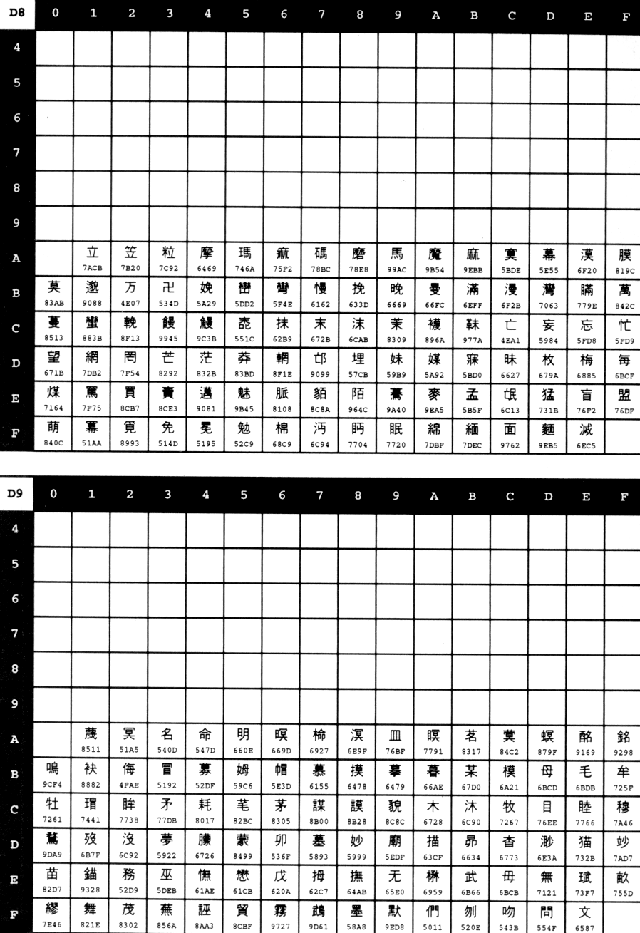 D8 0 1 2 3 4 5 6 7 8 9 A B C D E F
4
5
6
7
8
9
A 立 笠 粒 摩 瑪 痲 碼 磨 馬 魔 麻 寞 幕 漠 膜
7ACB 7B20 7C92 6469 746A 75F2 78BC 78E8 99AC 9B54 9EBB 5BDE 5E55 6F20 819C
B 莫 邈 万 卍 娩 巒 彎 慢 挽 晩 曼 滿 漫 灣 瞞 萬
83AB 9088 4E07 534D 5A29 5DD2 5F4E 6162 633D 6669 66FC 6EFF 6F2B 7063 779E 842C
C 蔓 蠻 輓 饅 鰻 唜 抹 末 沫 茉 襪 靺 亡 妄 忘 忙
8513 883B 8F13 9945 9C3B 551C 62B9 672B 6CAB 8309 896A 977A 4EA1 5984 5FD8 5FD9
D 望 網 罔 芒 茫 莽 輞 邙 埋 妹 媒 寐 昧 枚 梅 每
671B 7DB2 7F54 8292 832B 83BD 8F1E 9099 57CB 59B9 5A92 5BD0 6627 679A 6885 6BCF
E 煤 罵 買 賣 邁 魅 脈 貊 陌 驀 麥 孟 氓 猛 盲 盟
7164 7F75 8CB7 8CE3 9081 9B45 8108 8C8A 964C 9A40 9EA5 5B5F 6C13 731B 76F2 76DF
F 萌 冪 覓 免 冕 勉 棉 沔 眄 眠 綿 緬 面 麵 滅
840C 51AA 8993 514D 5195 52C9 68C9 6C94 7704 7720 7DBF 7DEC 9762 9EB5 6EC5
D9 0 1 2 3 4 5 6 7 8 9 A B C D E F
4
5
6
7
8
9
A 蔑 冥 名 命 明 暝 椧 溟 皿 瞑 茗 蓂 螟 酩 銘
8511 51A5 540D 547D 660E 669D 6927 6E9F 76BF 7791 8317 84C2 879F 9169 9298
B 鳴 袂 侮 冒 募 姆 帽 慕 摸 摹 暮 某 模 母 毛 牟
9CF4 8882 4FAE 5192 52DF 59C6 5E3D 6155 6478 6479 66AE 67D0 6A21 6BCD 6BDB 725F
C 牡 瑁 眸 矛 耗 芼 茅 謀 謨 貌 木 沐 牧 目 睦 穆
7261 7441 7738 77DB 8017 82BC 8305 8B00 8B28 8C8C 6728 6C90 7267 76EE 7766 7A46
D 鶩 歿 沒 夢 朦 蒙 卯 墓 妙 廟 描 昴 杳 渺 猫 竗
9DA9 6B7F 6C92 5922 6726 8499 536F 5893 5999 5EDF 63CF 6634 6773 6E3A 732B 7AD7
E 苗 錨 務 巫 憮 懋 戊 拇 撫 无 楙 武 毋 無 珷 畝
82D7 9328 52D9 5DEB 61AE 61CB 620A 62C7 64AB 65E0 6959 6B66 6BCB 7121 73F7 755D
F 繆 舞 茂 蕪 誣 貿 霧 鵡 墨 默 們 刎 吻 問 文
7E46 821E 8302 856A 8AA3 8CBF 9727 9D61 58A8 9ED8 5011 520E 543B 554F 6587